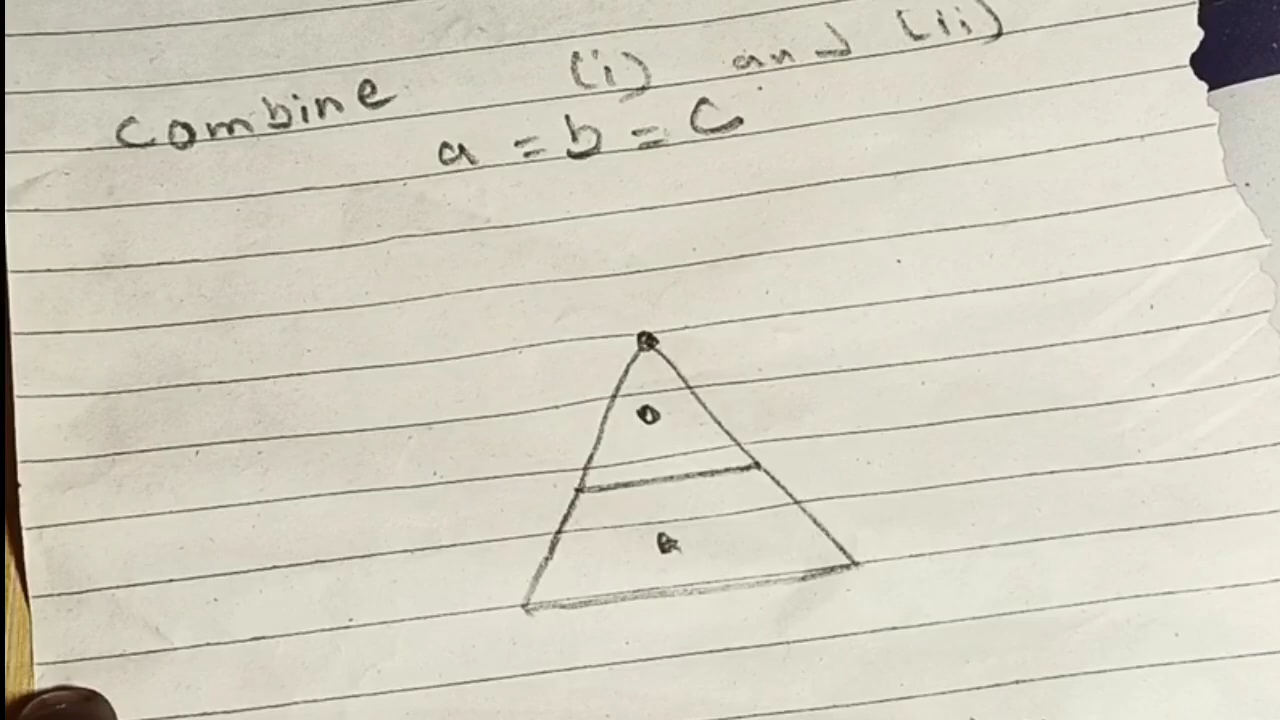 Combine (i) and (ii)
a = b = c